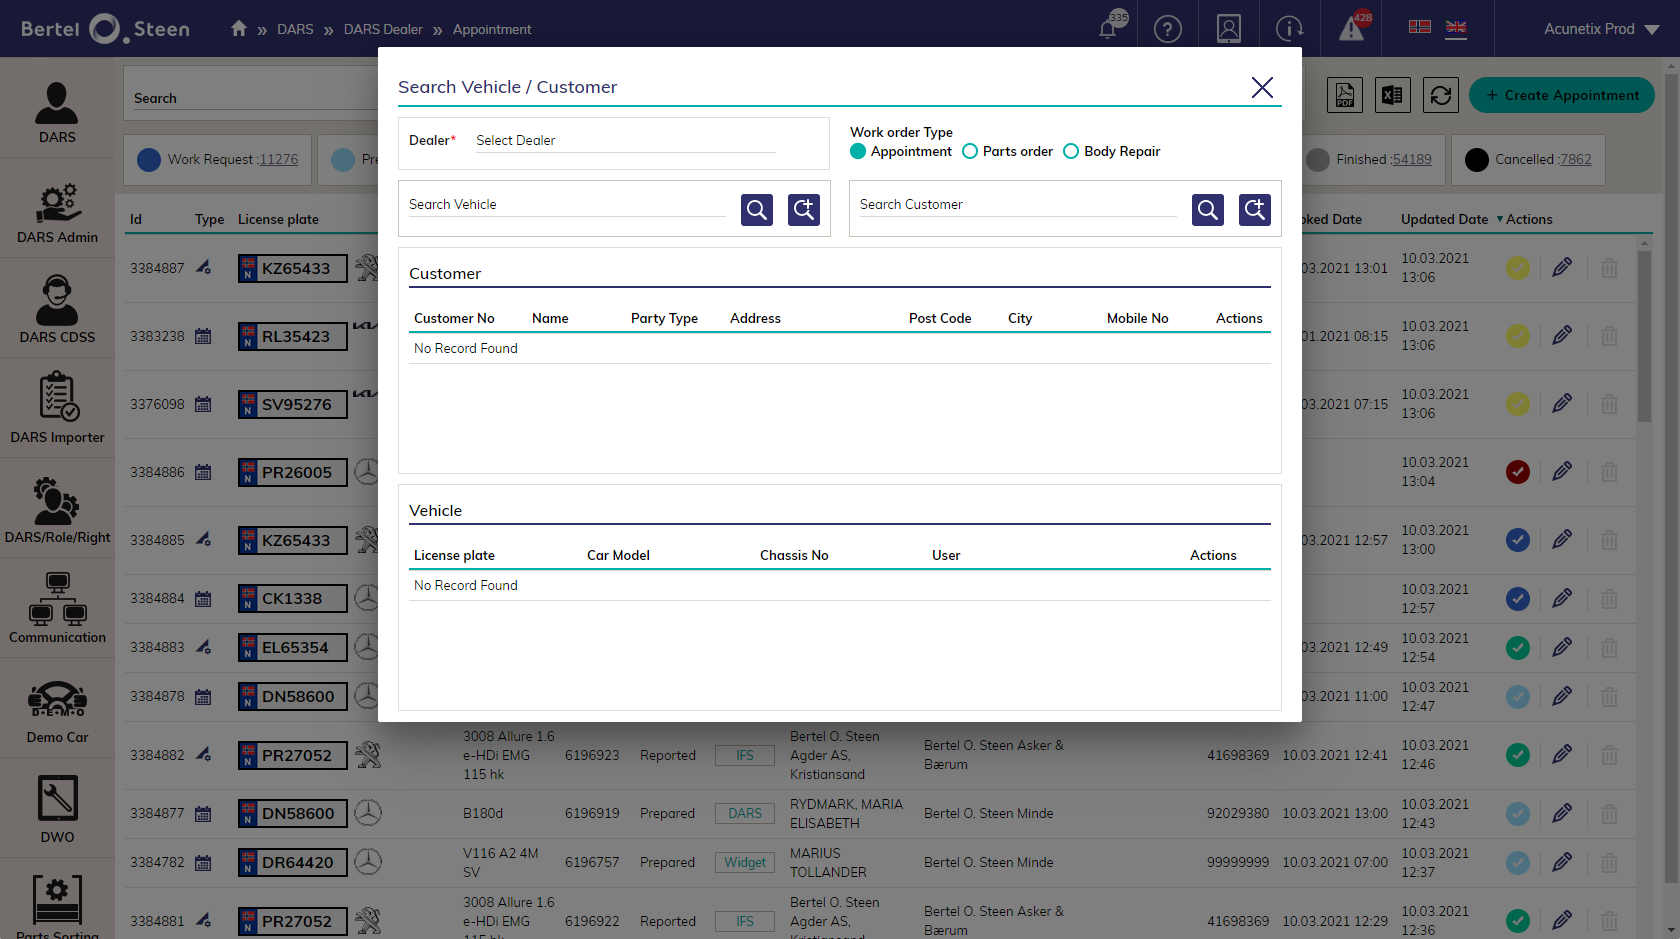 Bertel O. Steen
DARS » DARS Dealer » Appointment
335
428
Acunetix Prod
DARS
DARS Admin
DARS CDSS
DARS Importer
DARS/Role/Right
Communication
D·E·M·O
Demo Car
DWO
Parts Sorting
Search
PDF
+ Create Appointment
Work Request :11276
Pre
Finished :54189
Cancelled :7862
Search Vehicle / Customer
Dealer* Select Dealer
Work order Type
Appointment Parts order Body Repair
Search Vehicle
Search Customer
Customer
Customer No Name Party Type Address Post Code City Mobile No Actions
No Record Found
Vehicle
License plate Car Model Chassis No User Actions
No Record Found
Id Type License plate oked Date Updated Date Actions
3384887 N KZ65433 03.2021 13:01 10.03.2021
13:06
3383238 N RL35423 01.2021 08:15 10.03.2021
13:06
3376098 N SV95276 03.2021 07:15 10.03.2021
13:06
3384886 N PR26005 10.03.2021
13:04
3384885 N KZ65433 03.2021 12:57 10.03.2021
13:00
3384884 N CK1338 10.03.2021
12:57
3384883 N EL65354 03.2021 12:49 10.03.2021
12:54
3384878 N DN58600 03.2021 11:00 10.03.2021
12:47
3384882 N PR27052 3008 Allure 1.6
e-HDi EMG
115 hk 6196923 Reported IFS Bertel O. Steen
Agder AS,
Kristiansand Bertel O. Steen Asker &
Bærum 41698369 10.03.2021 12:41 10.03.2021
12:46
3384877 N DN58600 B180d 6196919 Prepared DARS RYDMARK, MARIA
ELISABETH Bertel O. Steen Minde 92029380 10.03.2021 13:00 10.03.2021
12:43
3384782 N DR64420 V116 A2 4M
SV 6196757 Prepared Widget MARIUS
TOLLANDER Bertel O. Steen Minde 99999999 10.03.2021 07:00 10.03.2021
12:37
3384881 N PR27052 3008 Allure 1.6
e-HDi EMG
115 hk 6196922 Reported IFS Bertel O. Steen
Agder AS,
Kristiansand Bertel O. Steen Asker &
Bærum 41698369 10.03.2021 12:29 10.03.2021
12:36